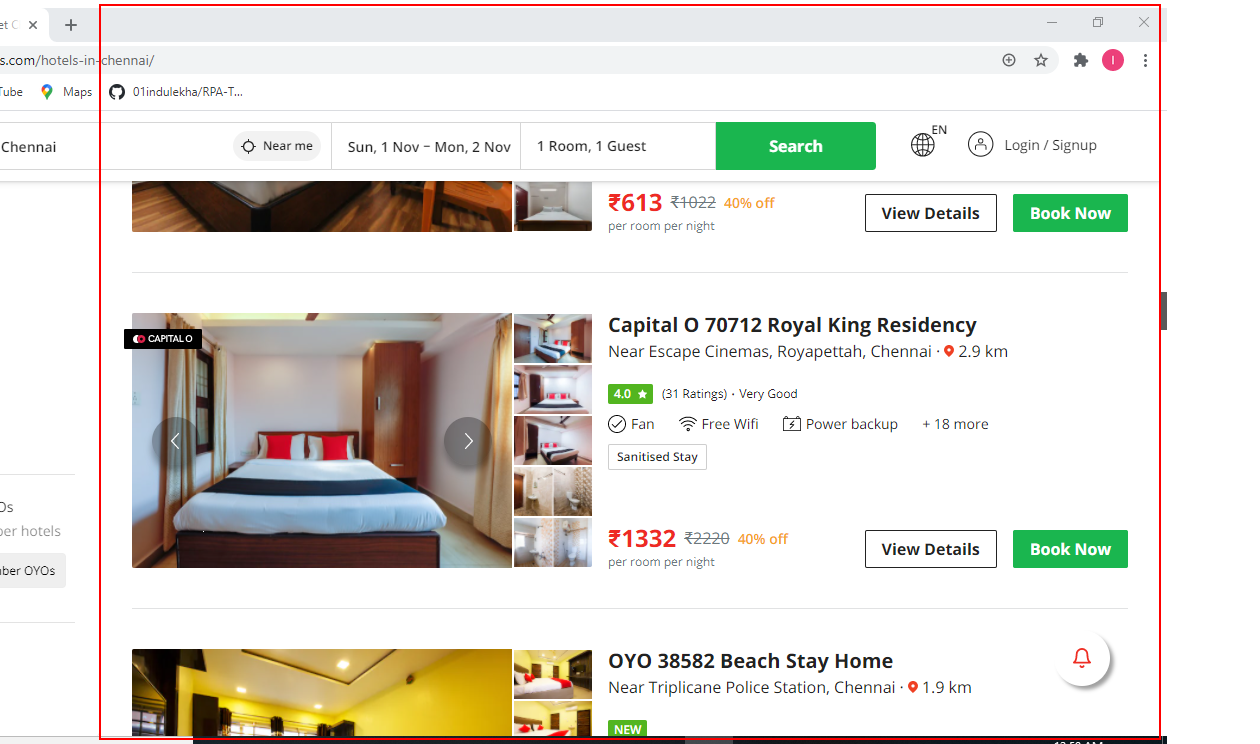 et C
s.com/hotels-in-chennai/
Tube Maps 01indulekha/RPA-T...
Chennai Near me Sun, 1 Nov – Mon, 2 Nov 1 Room, 1 Guest Search EN Login / Signup
₹613 ₹1022 40% off
per room per night
View Details Book Now
CAPITAL O
Capital O 70712 Royal King Residency
Near Escape Cinemas, Royapettah, Chennai · 2.9 km
4.0 ★ (31 Ratings) · Very Good
Fan Free Wifi Power backup + 18 more
Sanitised Stay
Os
per hotels
mber OYOs
₹1332 ₹2220 40% off
per room per night
View Details Book Now
OYO 38582 Beach Stay Home
Near Triplicane Police Station, Chennai · 1.9 km
NEW